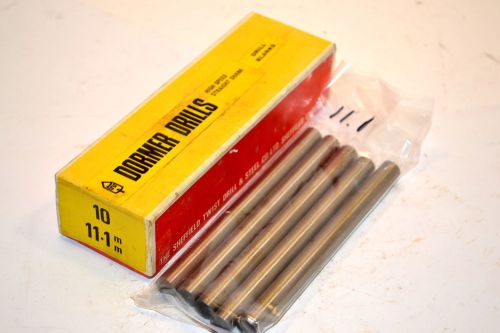 DORMER DRILLS
HIGH SPEED
STRAIGHT SHANK
DRILL
BLANKS
10
11·1 m
m
THE SHEFFIELD TWIST DRILL & STEEL CO. LTD. SHEFFIELD
11.1